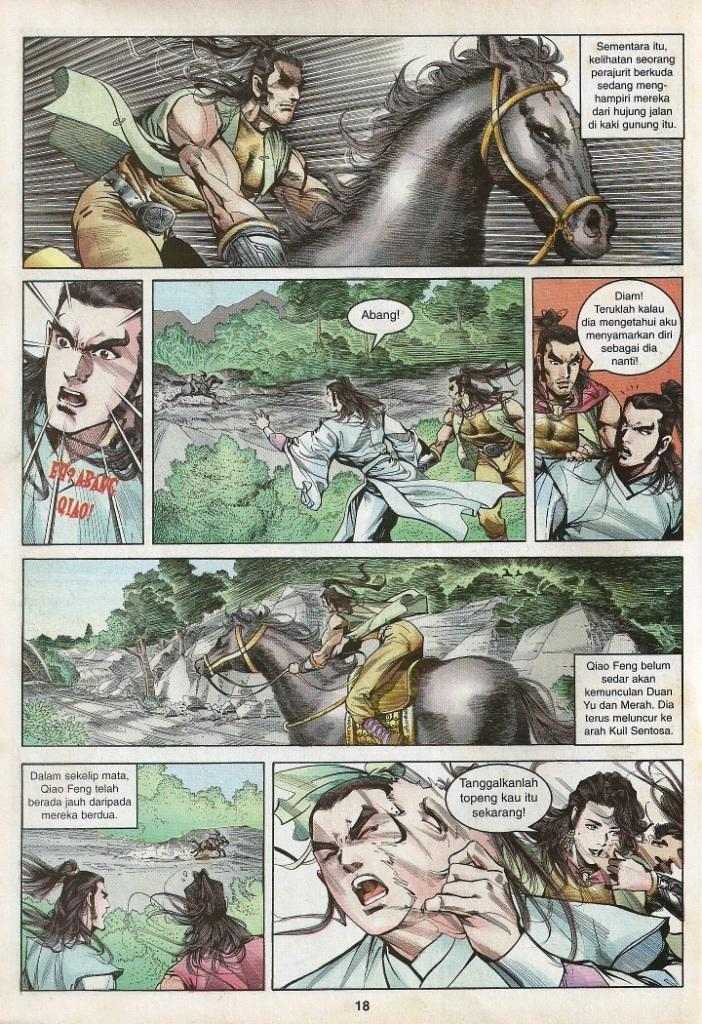 Sementara itu,
kelihatan seorang
perajurit berkuda
sedang meng-
hampiri mereka
dari hujung jalan
di kaki gunung itu.
EH? ABANG
QIAO!
Abang!
Diam!
Teruklah kalau
dia mengetahui aku
menyamarkan diri
sebagai dia
nanti!
Qiao Feng belum
sedar akan
kemunculan Duan
Yu dan Merah. Dia
terus meluncur ke
arah Kuil Sentosa.
Dalam sekelip mata,
Qiao Feng telah
berada jauh daripada
mereka berdua.
Tanggalkanlah
topeng kau itu
sekarang!
18